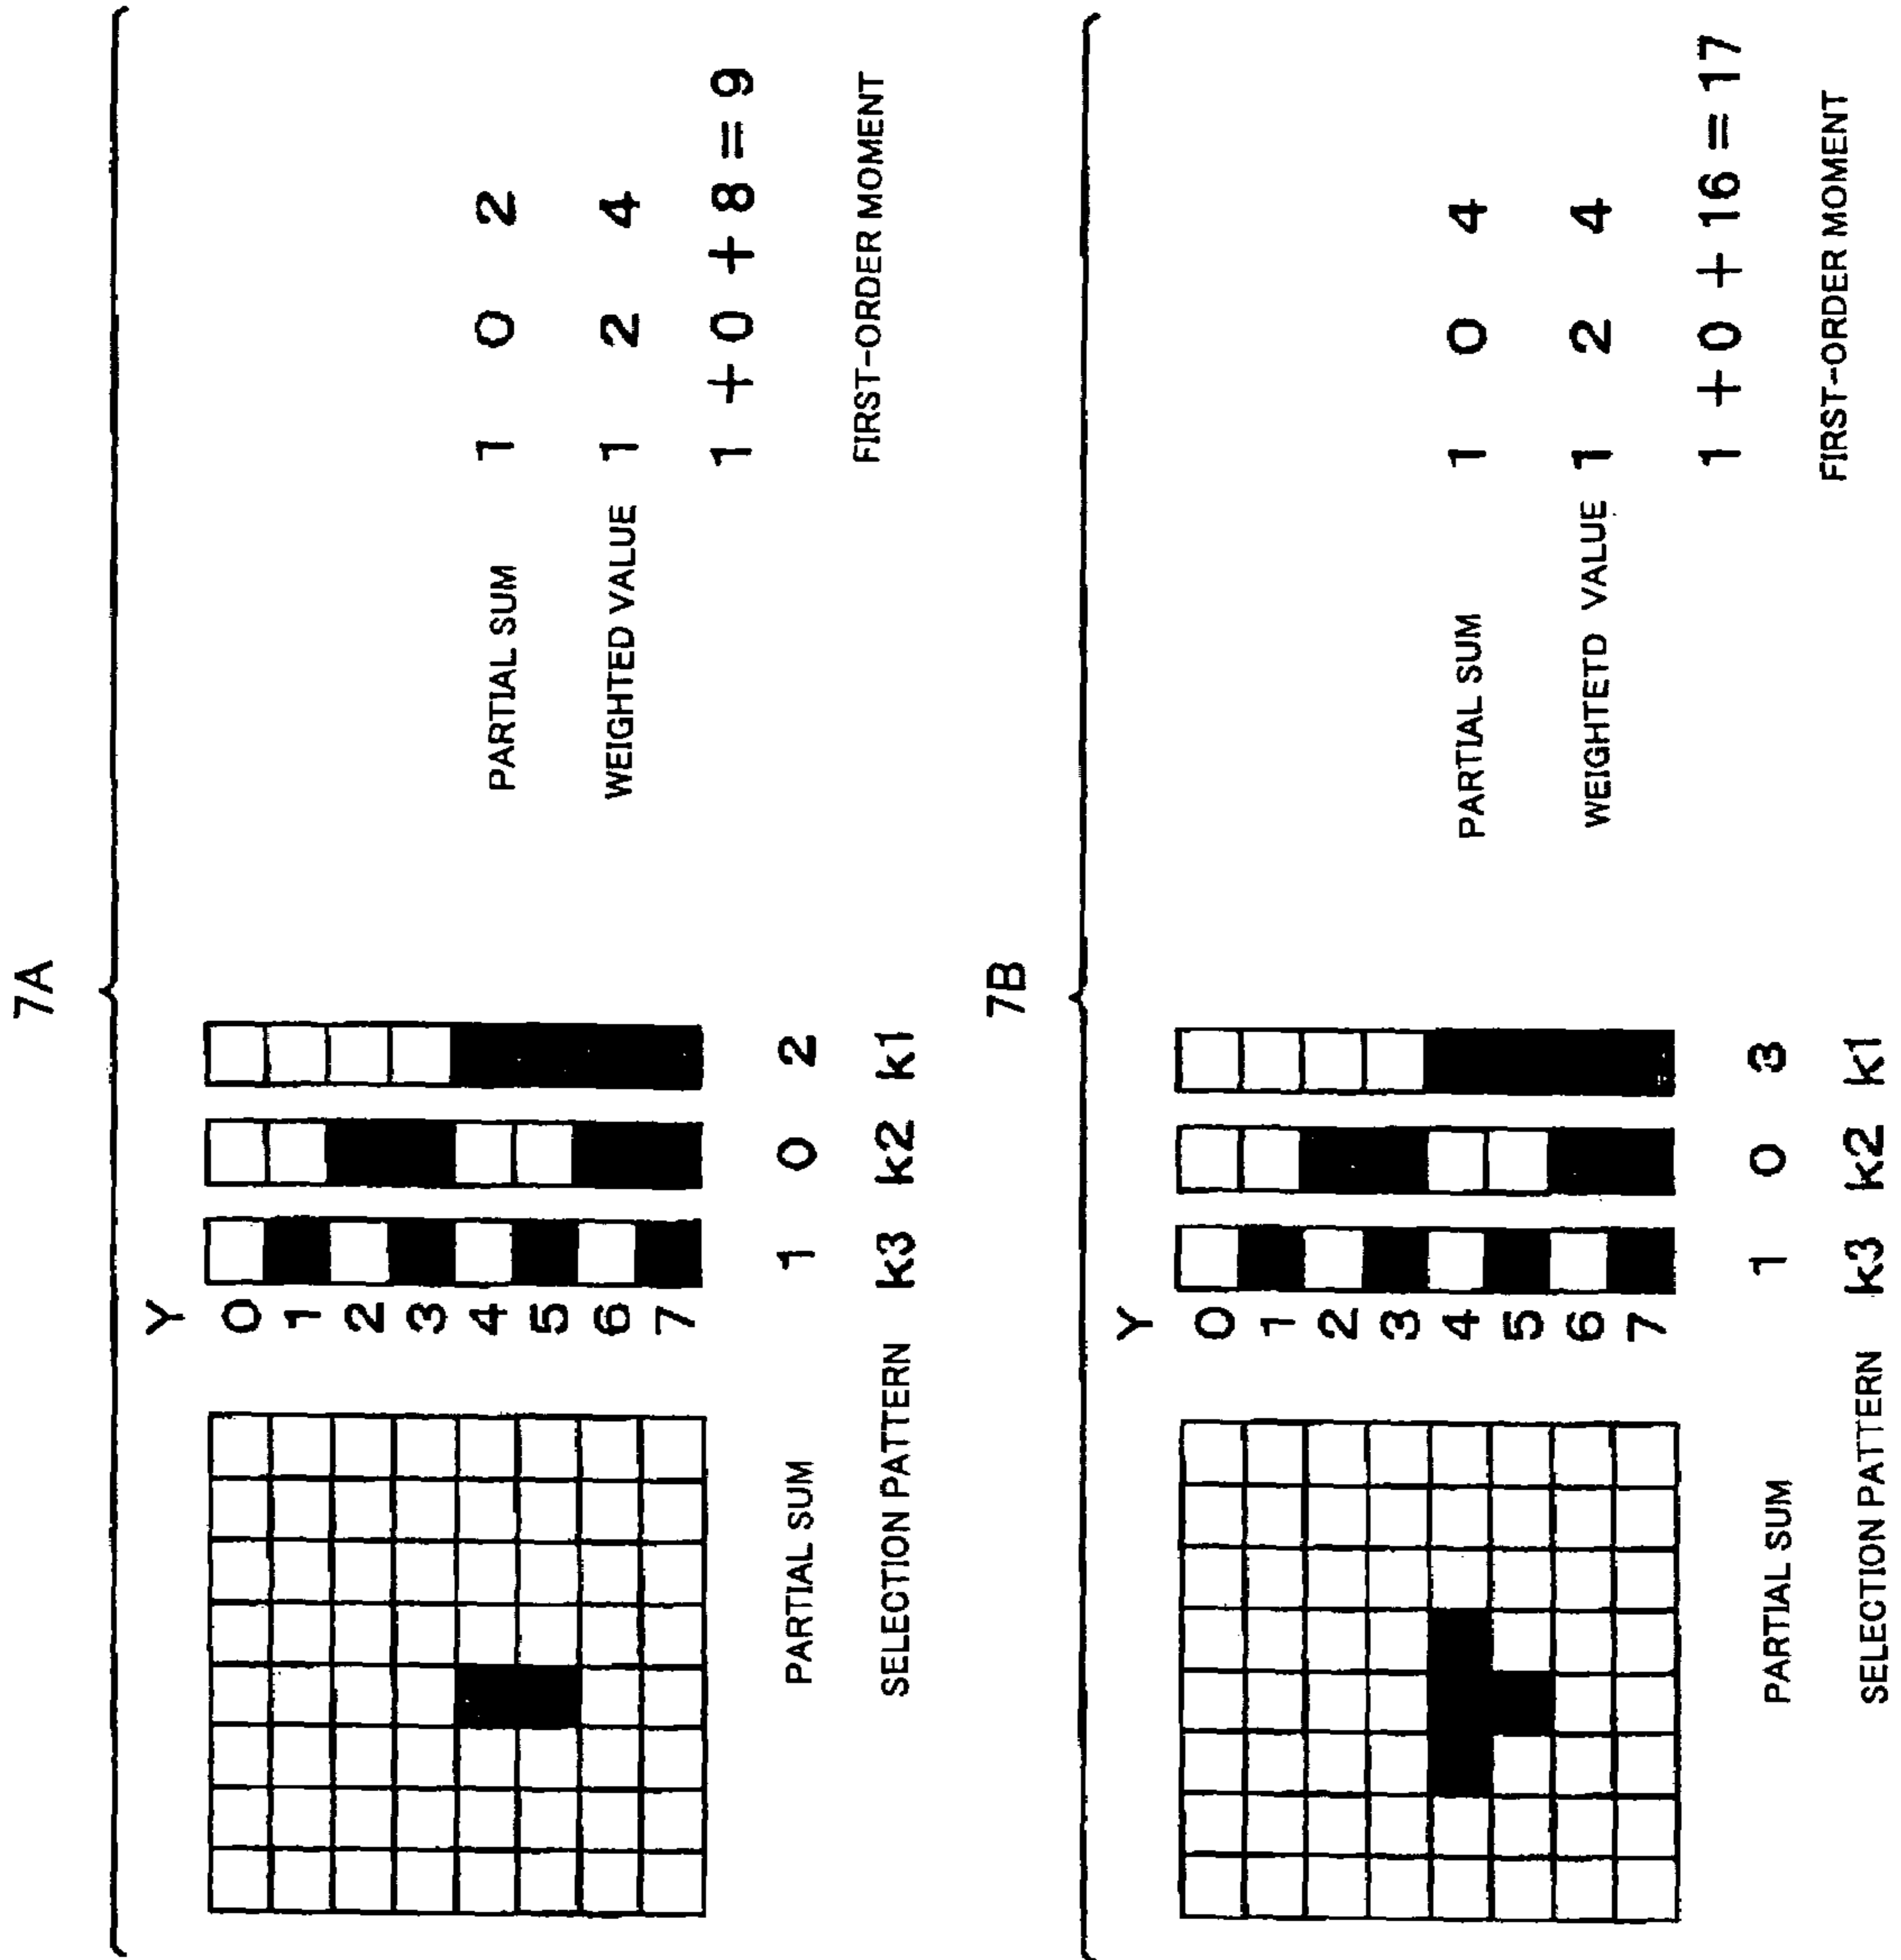 7A
Y
0
1
2
3
4
5
6
7
PARTIAL SUM 1 0 2
SELECTION PATTERN k3 k2 k1
PARTIAL SUM 1 0 2
WEIGHTED VALUE 1 2 4
1 + 0 + 8 = 9
FIRST-ORDER MOMENT
7B
Y
0
1
2
3
4
5
6
7
PARTIAL SUM 1 0 3
SELECTION PATTERN k3 k2 k1
PARTIAL SUM 1 0 4
WEIGHTETD VALUE 1 2 4
1 + 0 + 16 = 17
FIRST-ORDER MOMENT